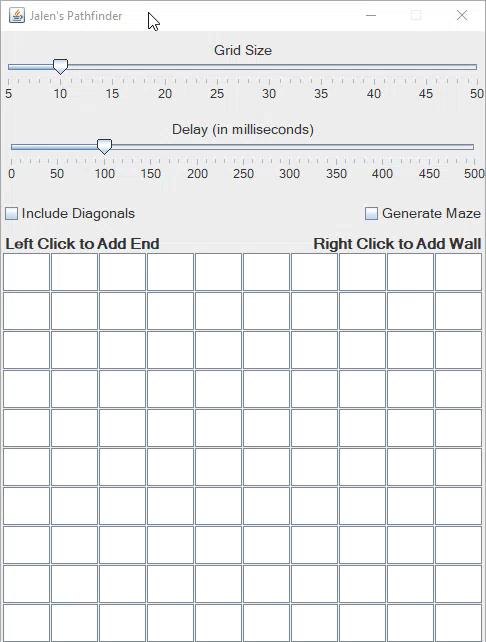 Jalen's Pathfinder
Grid Size
5 10 15 20 25 30 35 40 45 50
Delay (in milliseconds)
0 50 100 150 200 250 300 350 400 450 500
Include Diagonals Generate Maze
Left Click to Add End Right Click to Add Wall